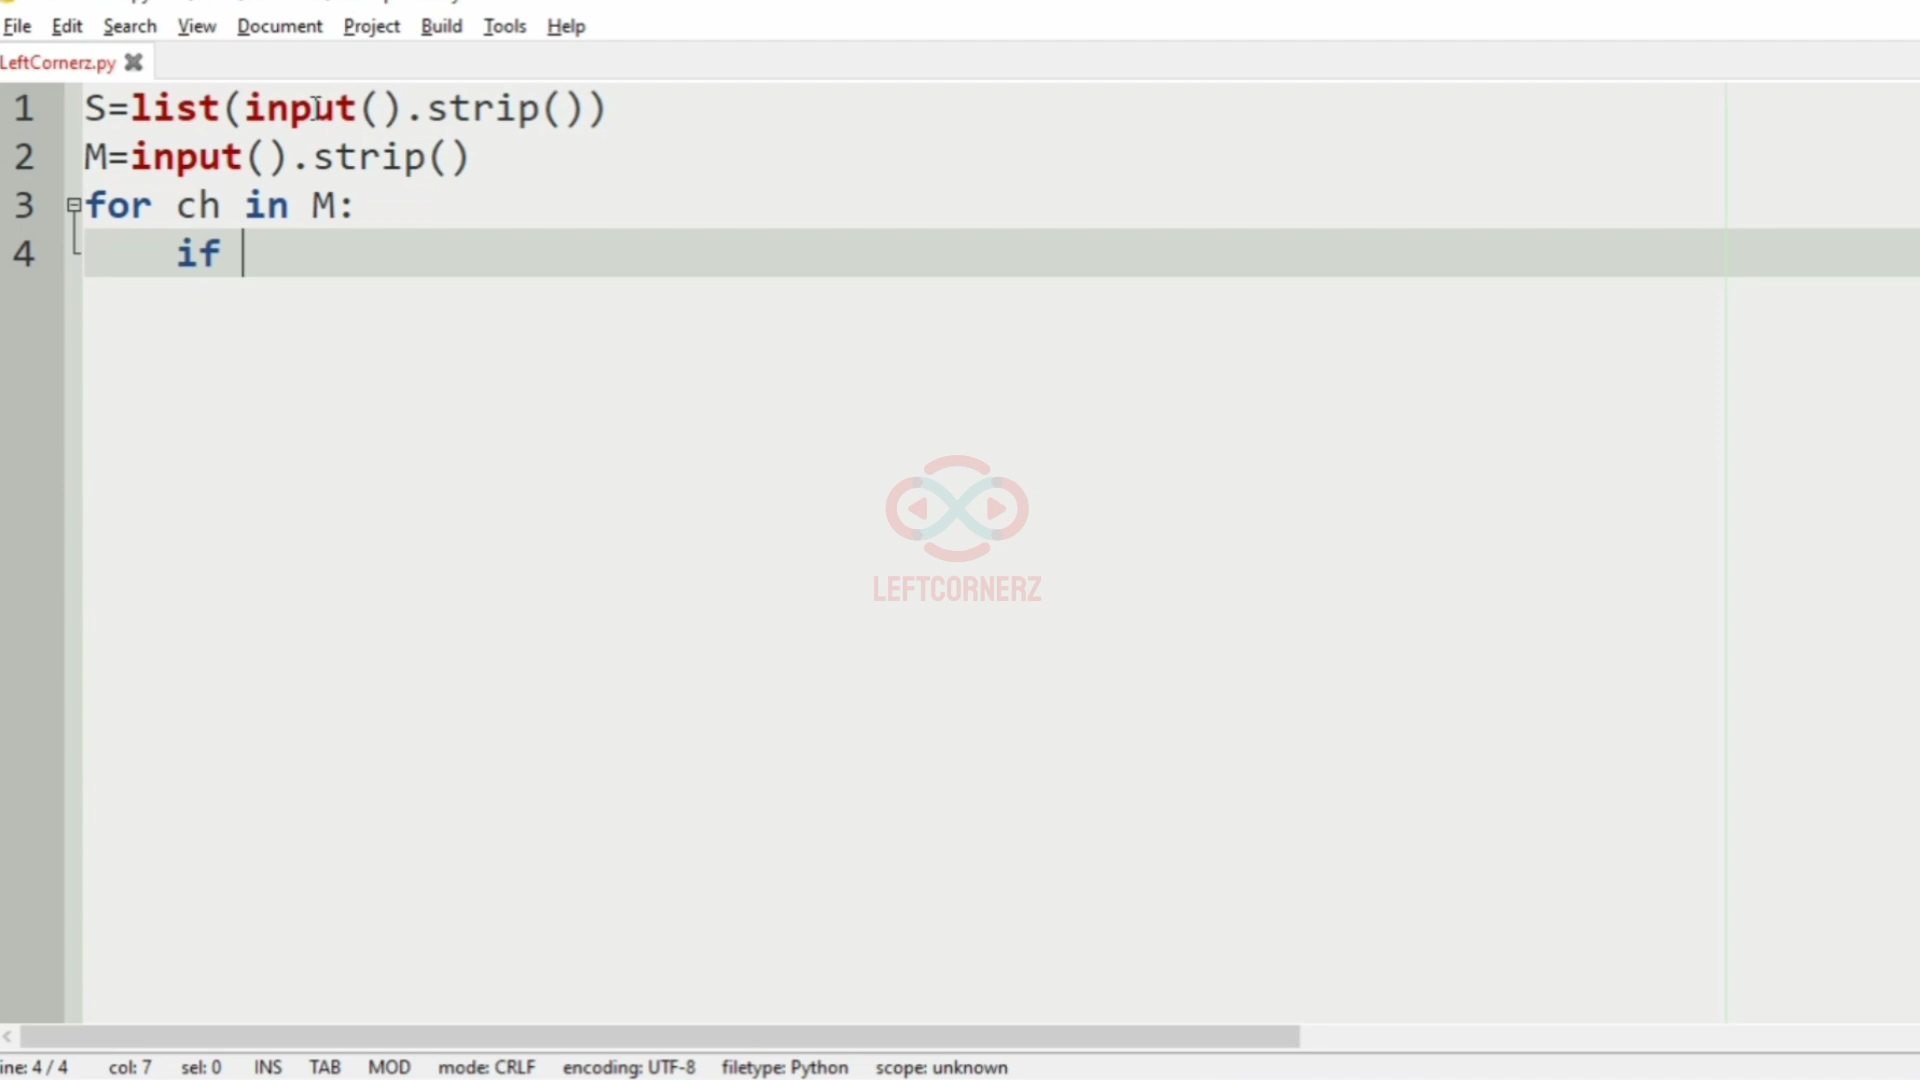 File Edit Search View Document Project Build Tools Help
LeftCornerz.py
1 S=list(input().strip())
2 M=input().strip()
3 for ch in M:
4     if
LEFTCORNERZ
ine: 4 / 4 col: 7 sel: 0 INS TAB MOD mode: CRLF encoding: UTF-8 filetype: Python scope: unknown